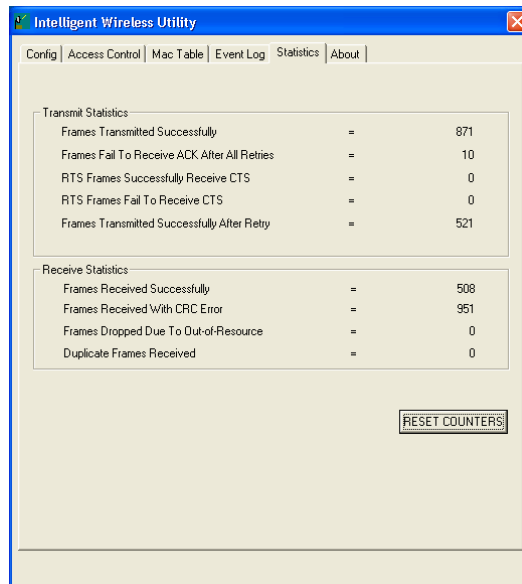 Intelligent Wireless Utility
Config Access Control Mac Table Event Log Statistics About
Transmit Statistics
Frames Transmitted Successfully = 871
Frames Fail To Receive ACK After All Retries = 10
RTS Frames Successfully Receive CTS = 0
RTS Frames Fail To Receive CTS = 0
Frames Transmitted Successfully After Retry = 521
Receive Statistics
Frames Received Successfully = 508
Frames Received With CRC Error = 951
Frames Dropped Due To Out-of-Resource = 0
Duplicate Frames Received = 0
RESET COUNTERS